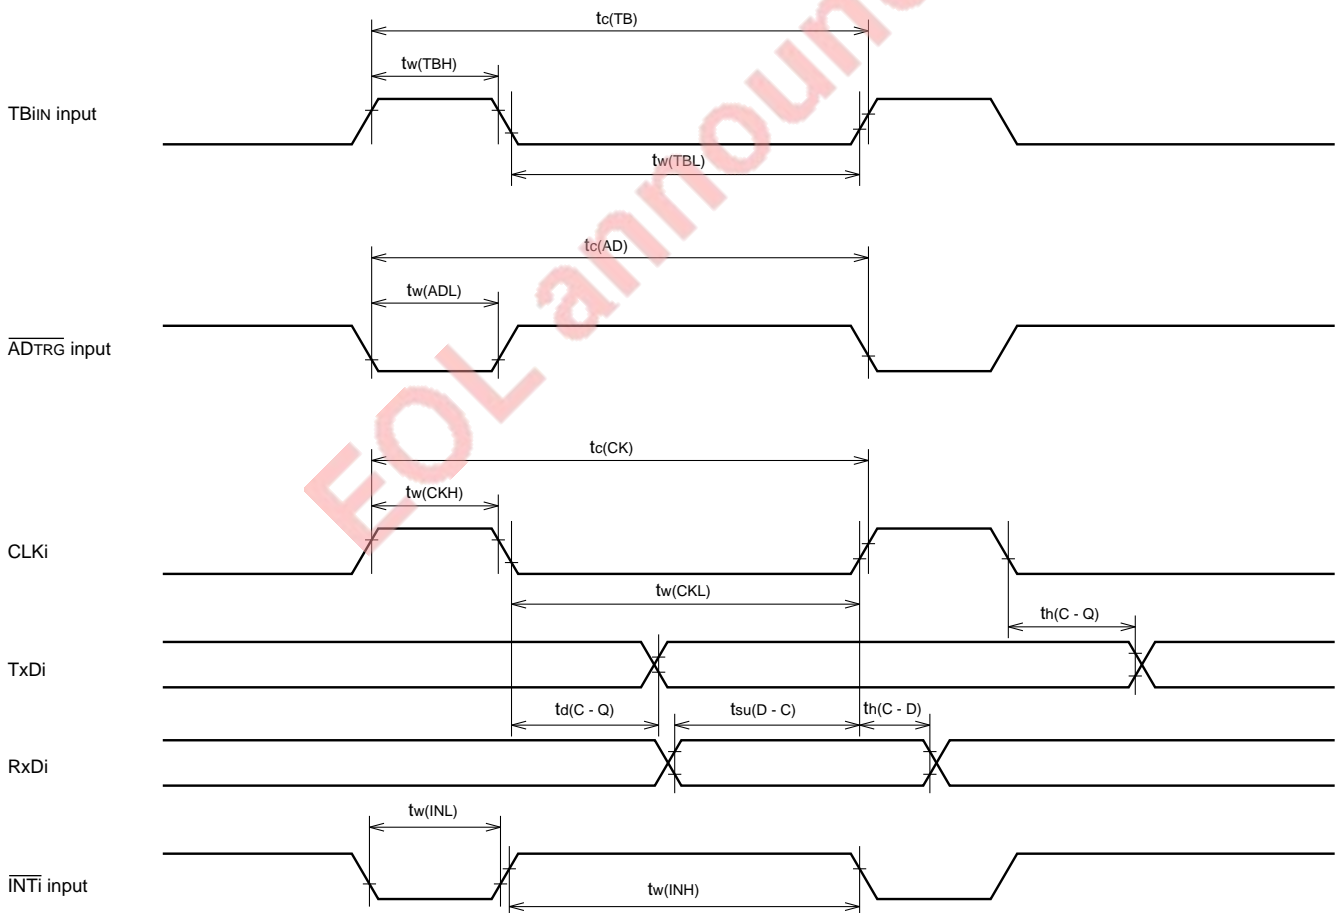 tc(TB)
tw(TBH)
TBiIN input
tw(TBL)
tc(AD)
tw(ADL)
ADTRG input
tc(CK)
tw(CKH)
CLKi
tw(CKL)
th(C - Q)
TxDi
td(C - Q)
tsu(D - C)
th(C - D)
RxDi
tw(INL)
INTi input
tw(INH)
EOL announ